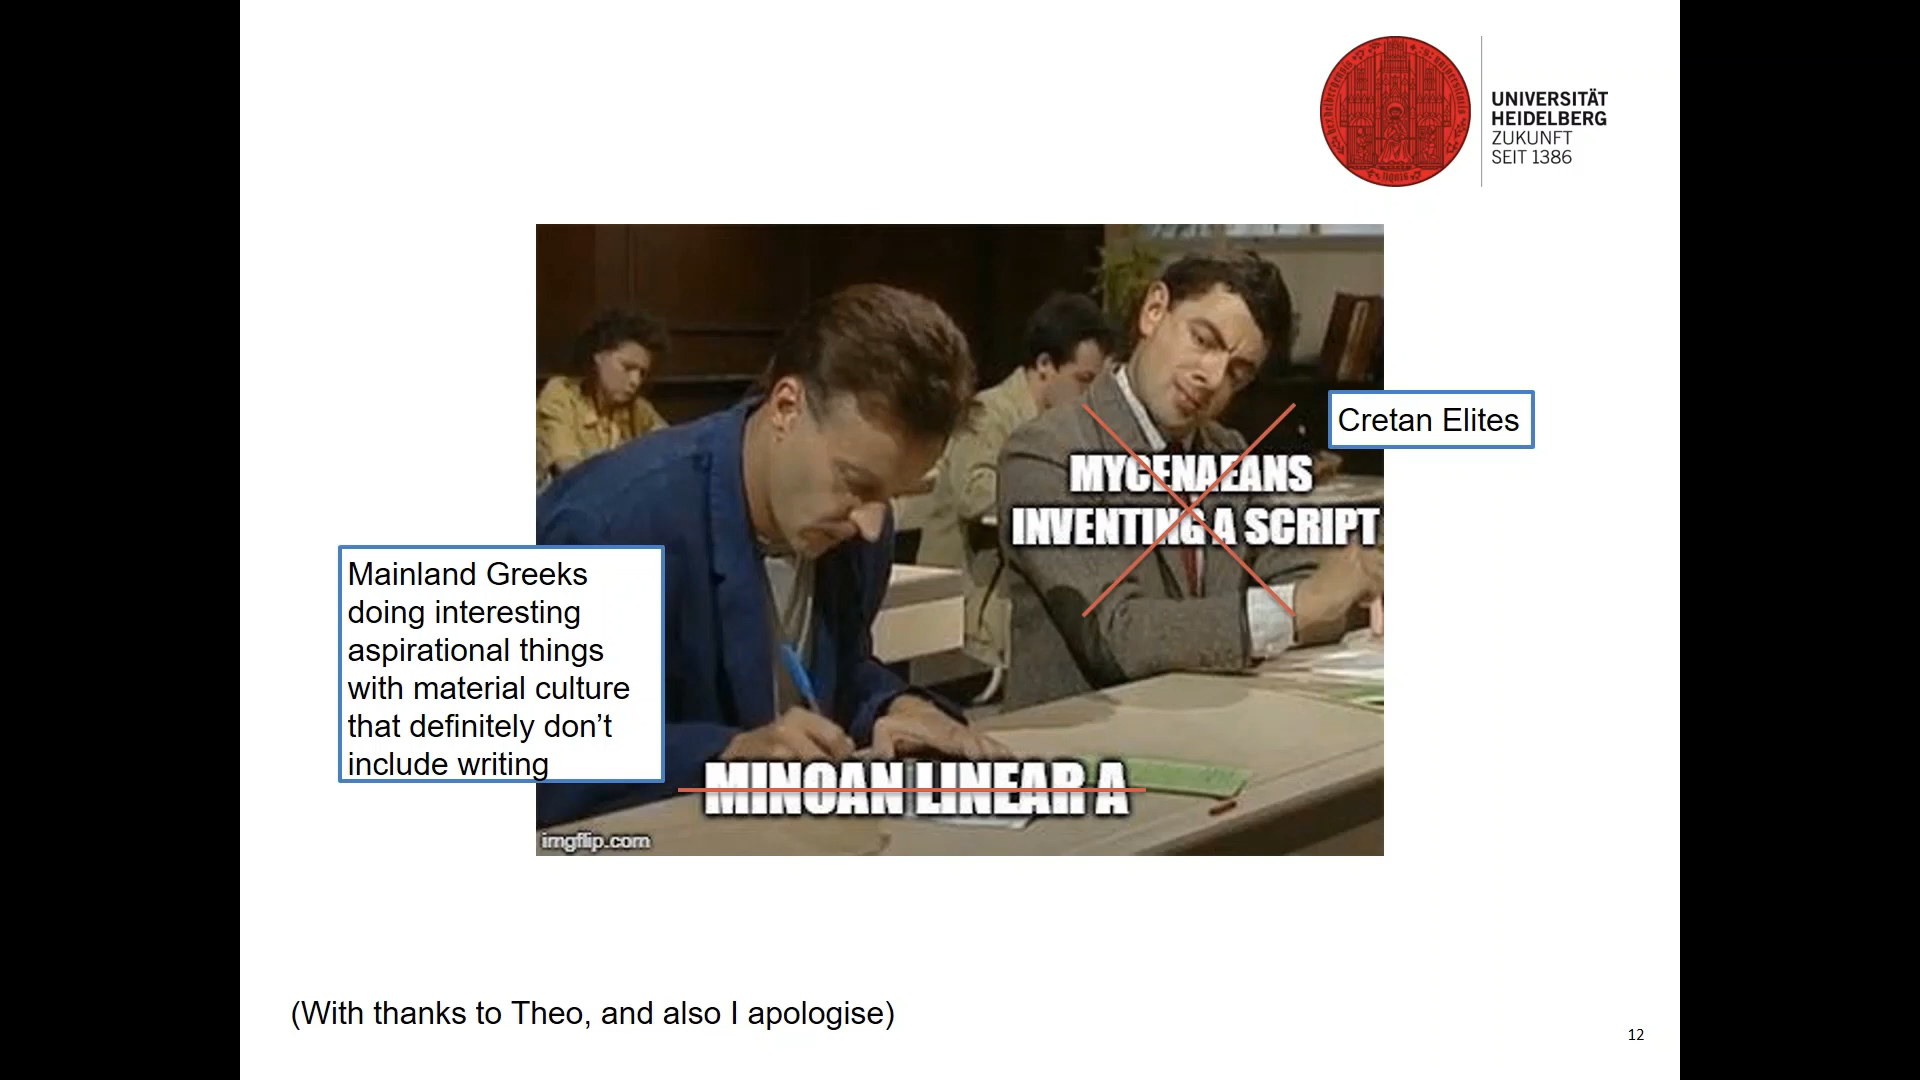 UNIVERSITÄT
HEIDELBERG
ZUKUNFT
SEIT 1386
Cretan Elites
MYCENAEANS
INVENTING A SCRIPT
Mainland Greeks
doing interesting
aspirational things
with material culture
that definitely don’t
include writing
MINOAN LINEAR A
imgflip.com
(With thanks to Theo, and also I apologise)
12